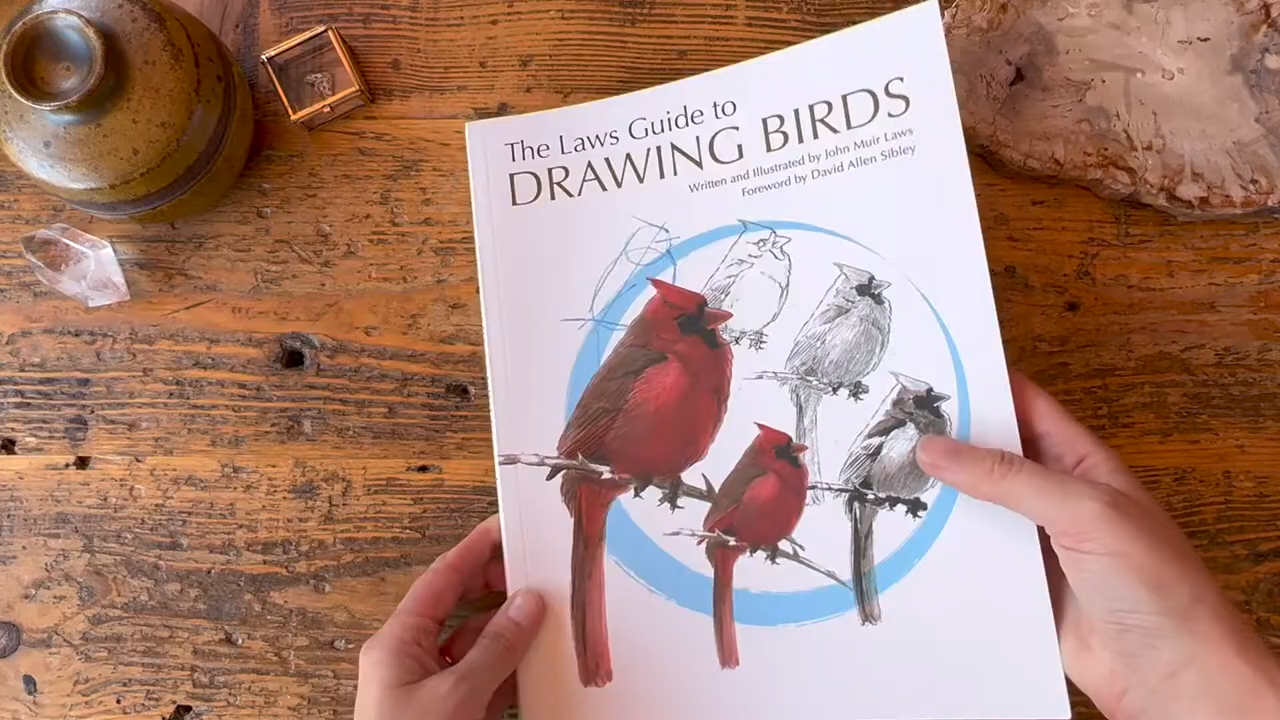 The Laws Guide to
DRAWING BIRDS
Written and Illustrated by John Muir Laws
Foreword by David Allen Sibley